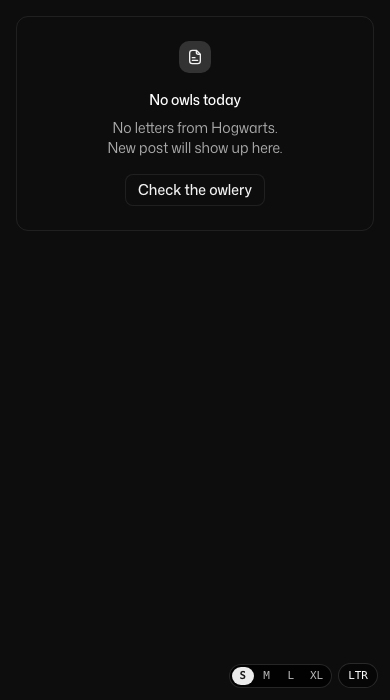 No owls today
No letters from Hogwarts.
New post will show up here.
Check the owlery
S M L XL LTR